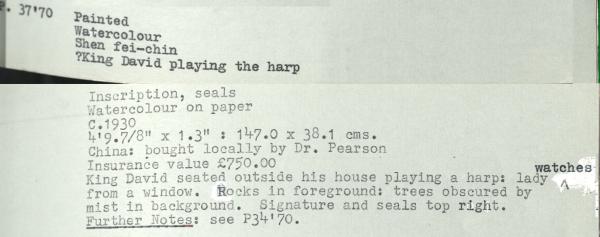 P. 37'70
Painted
Watercolour
Shen fei-chin
?King David playing the harp
Inscription, seals
Watercolour on paper
C.1930
4'9.7/8" x 1.3" : 147.0 x 38.1 cms.
China: bought locally by Dr. Pearson
Insurance value £750.00
King David seated outside his house playing a harp: lady watches
from a window. Rocks in foreground: trees obscured by
mist in background. Signature and seals top right.
Further Notes: see P34'70.